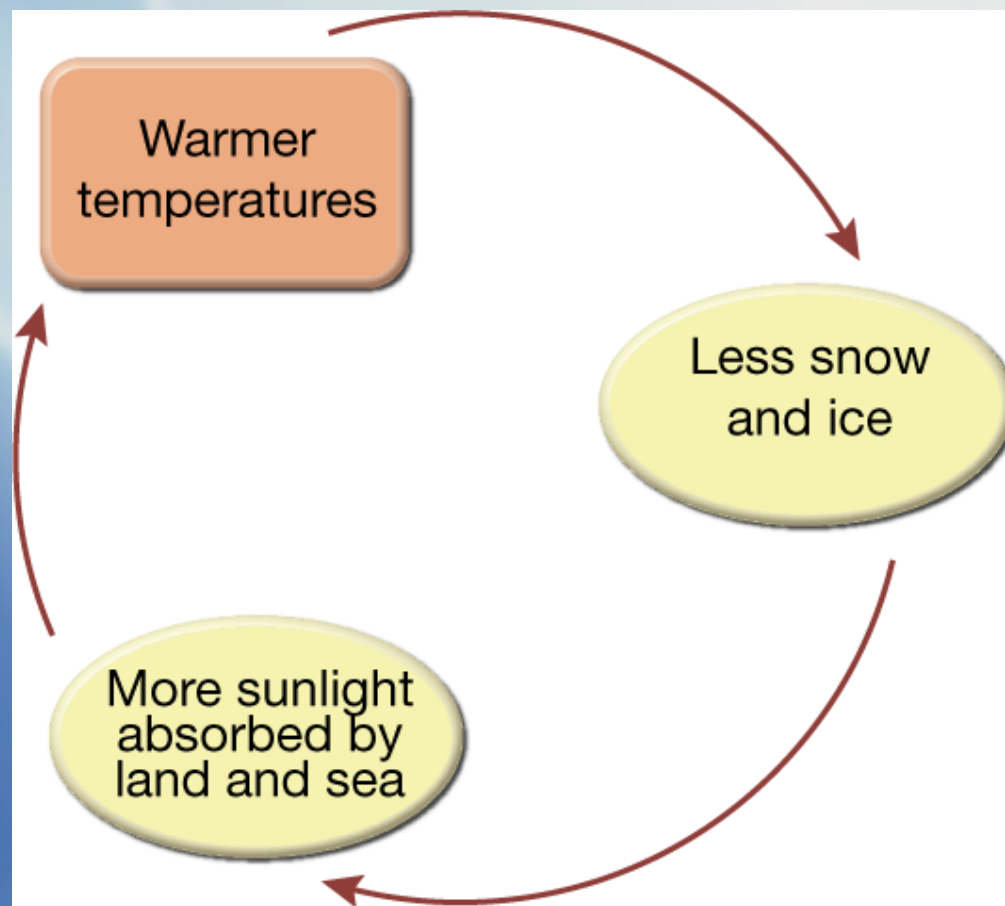 Warmer
temperatures
Less snow
and ice
More sunlight
absorbed by
land and sea